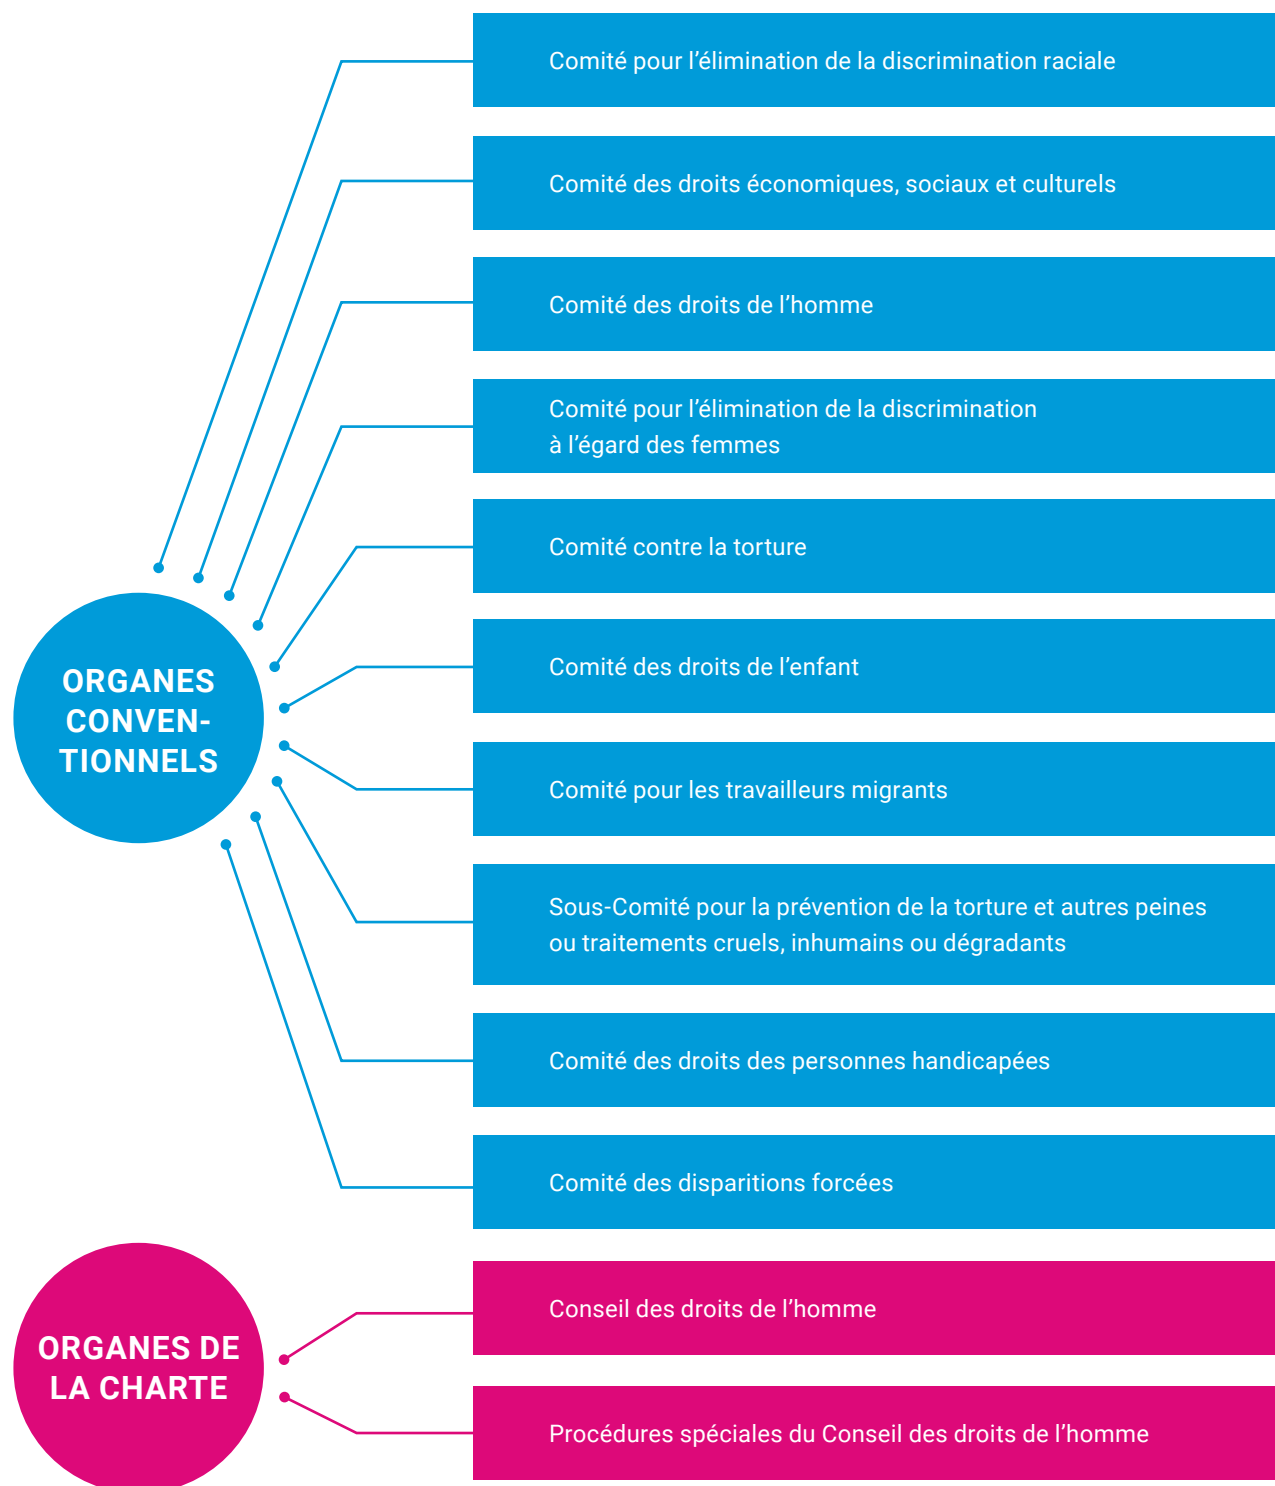 Comité pour l’élimination de la discrimination raciale
Comité des droits économiques, sociaux et culturels
Comité des droits de l’homme
Comité pour l’élimination de la discrimination
à l’égard des femmes
Comité contre la torture
Comité des droits de l’enfant
ORGANES
CONVEN-
TIONNELS
Comité pour les travailleurs migrants
Sous-Comité pour la prévention de la torture et autres peines
ou traitements cruels, inhumains ou dégradants
Comité des droits des personnes handicapées
Comité des disparitions forcées
ORGANES DE
LA CHARTE
Conseil des droits de l’homme
Procédures spéciales du Conseil des droits de l’homme